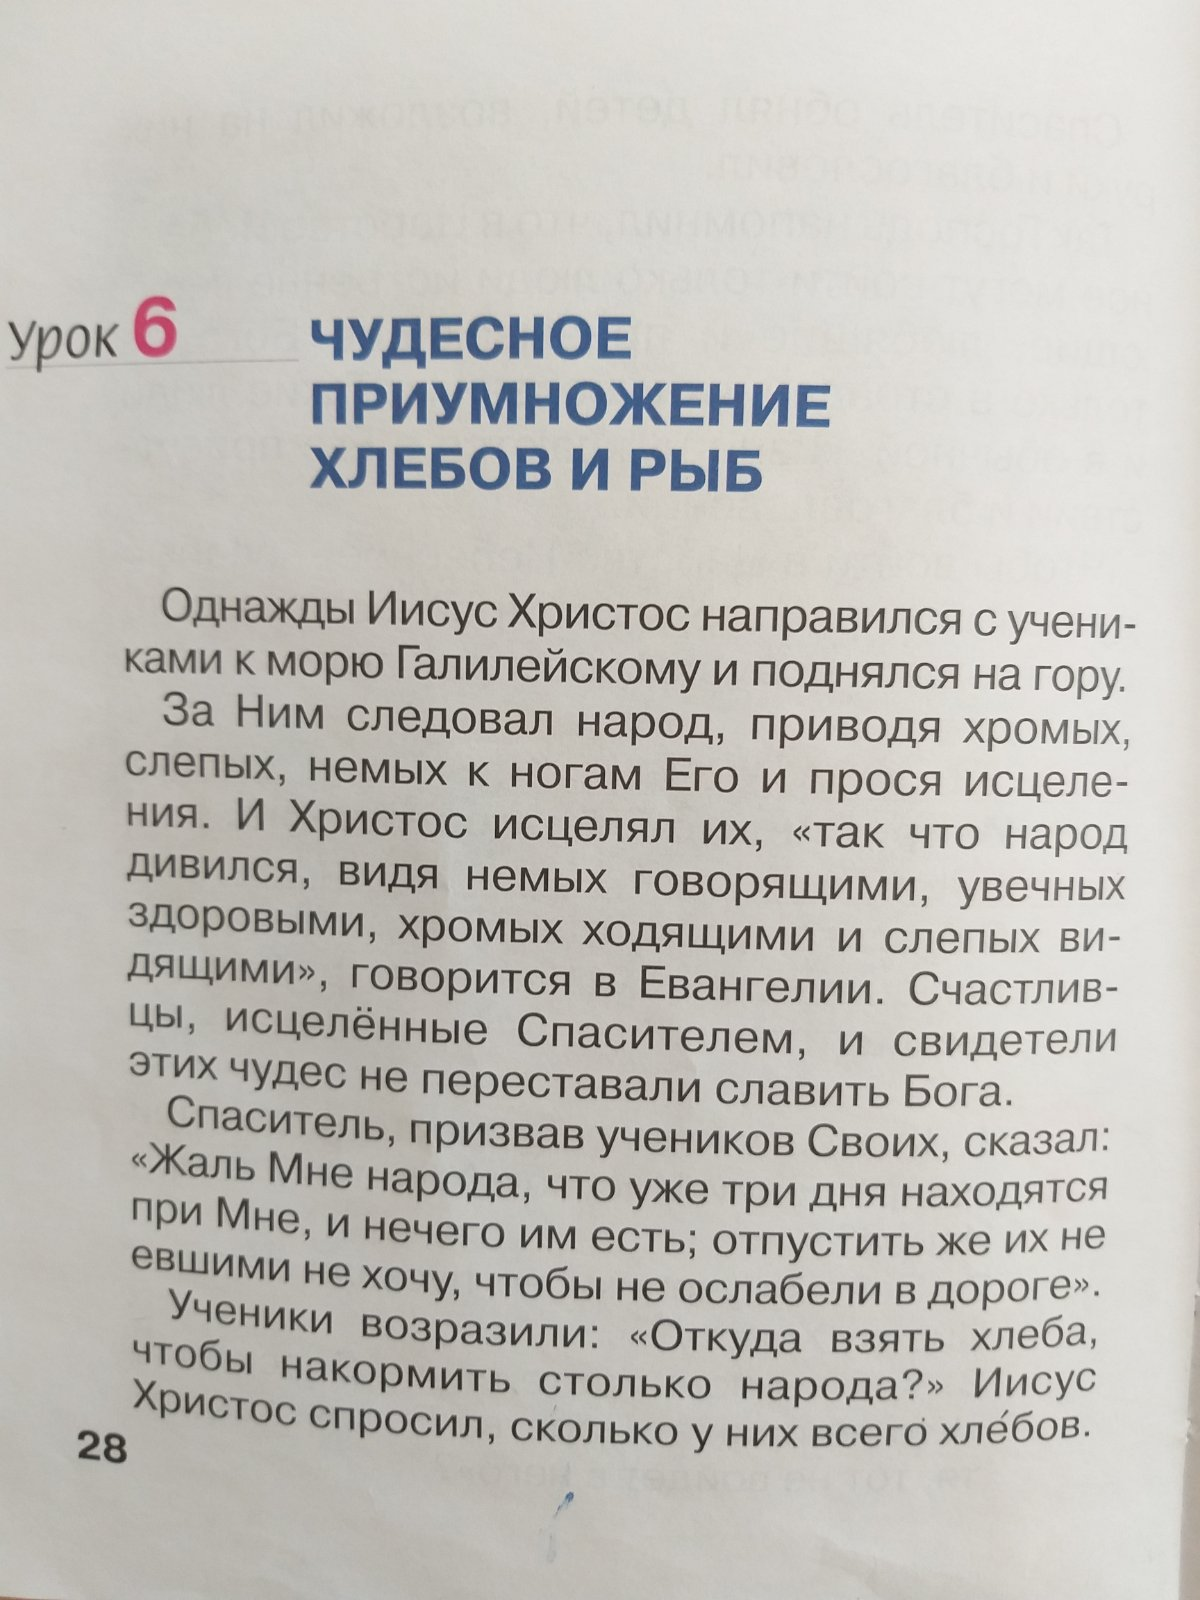 Урок 6
ЧУДЕСНОЕ
ПРИУМНОЖЕНИЕ
ХЛЕБОВ И РЫБ
Однажды Иисус Христос направился с учени-
ками к морю Галилейскому и поднялся на гору.
За Ним следовал народ, приводя хромых,
слепых, немых к ногам Его и прося исцеле-
ния. И Христос исцелял их, «так что народ
дивился, видя немых говорящими, увечных
здоровыми, хромых ходящими и слепых ви-
дящими», говорится в Евангелии. Счастлив-
цы, исцелённые Спасителем, и свидетели
этих чудес не переставали славить Бога.
Спаситель, призвав учеников Своих, сказал:
«Жаль Мне народа, что уже три дня находятся
при Мне, и нечего им есть; отпустить же их не
евшими не хочу, чтобы не ослабели в дороге».
Ученики возразили: «Откуда взять хлеба,
чтобы накормить столько народа?» Иисус
Христос спросил, сколько у них всего хле́бов.
28